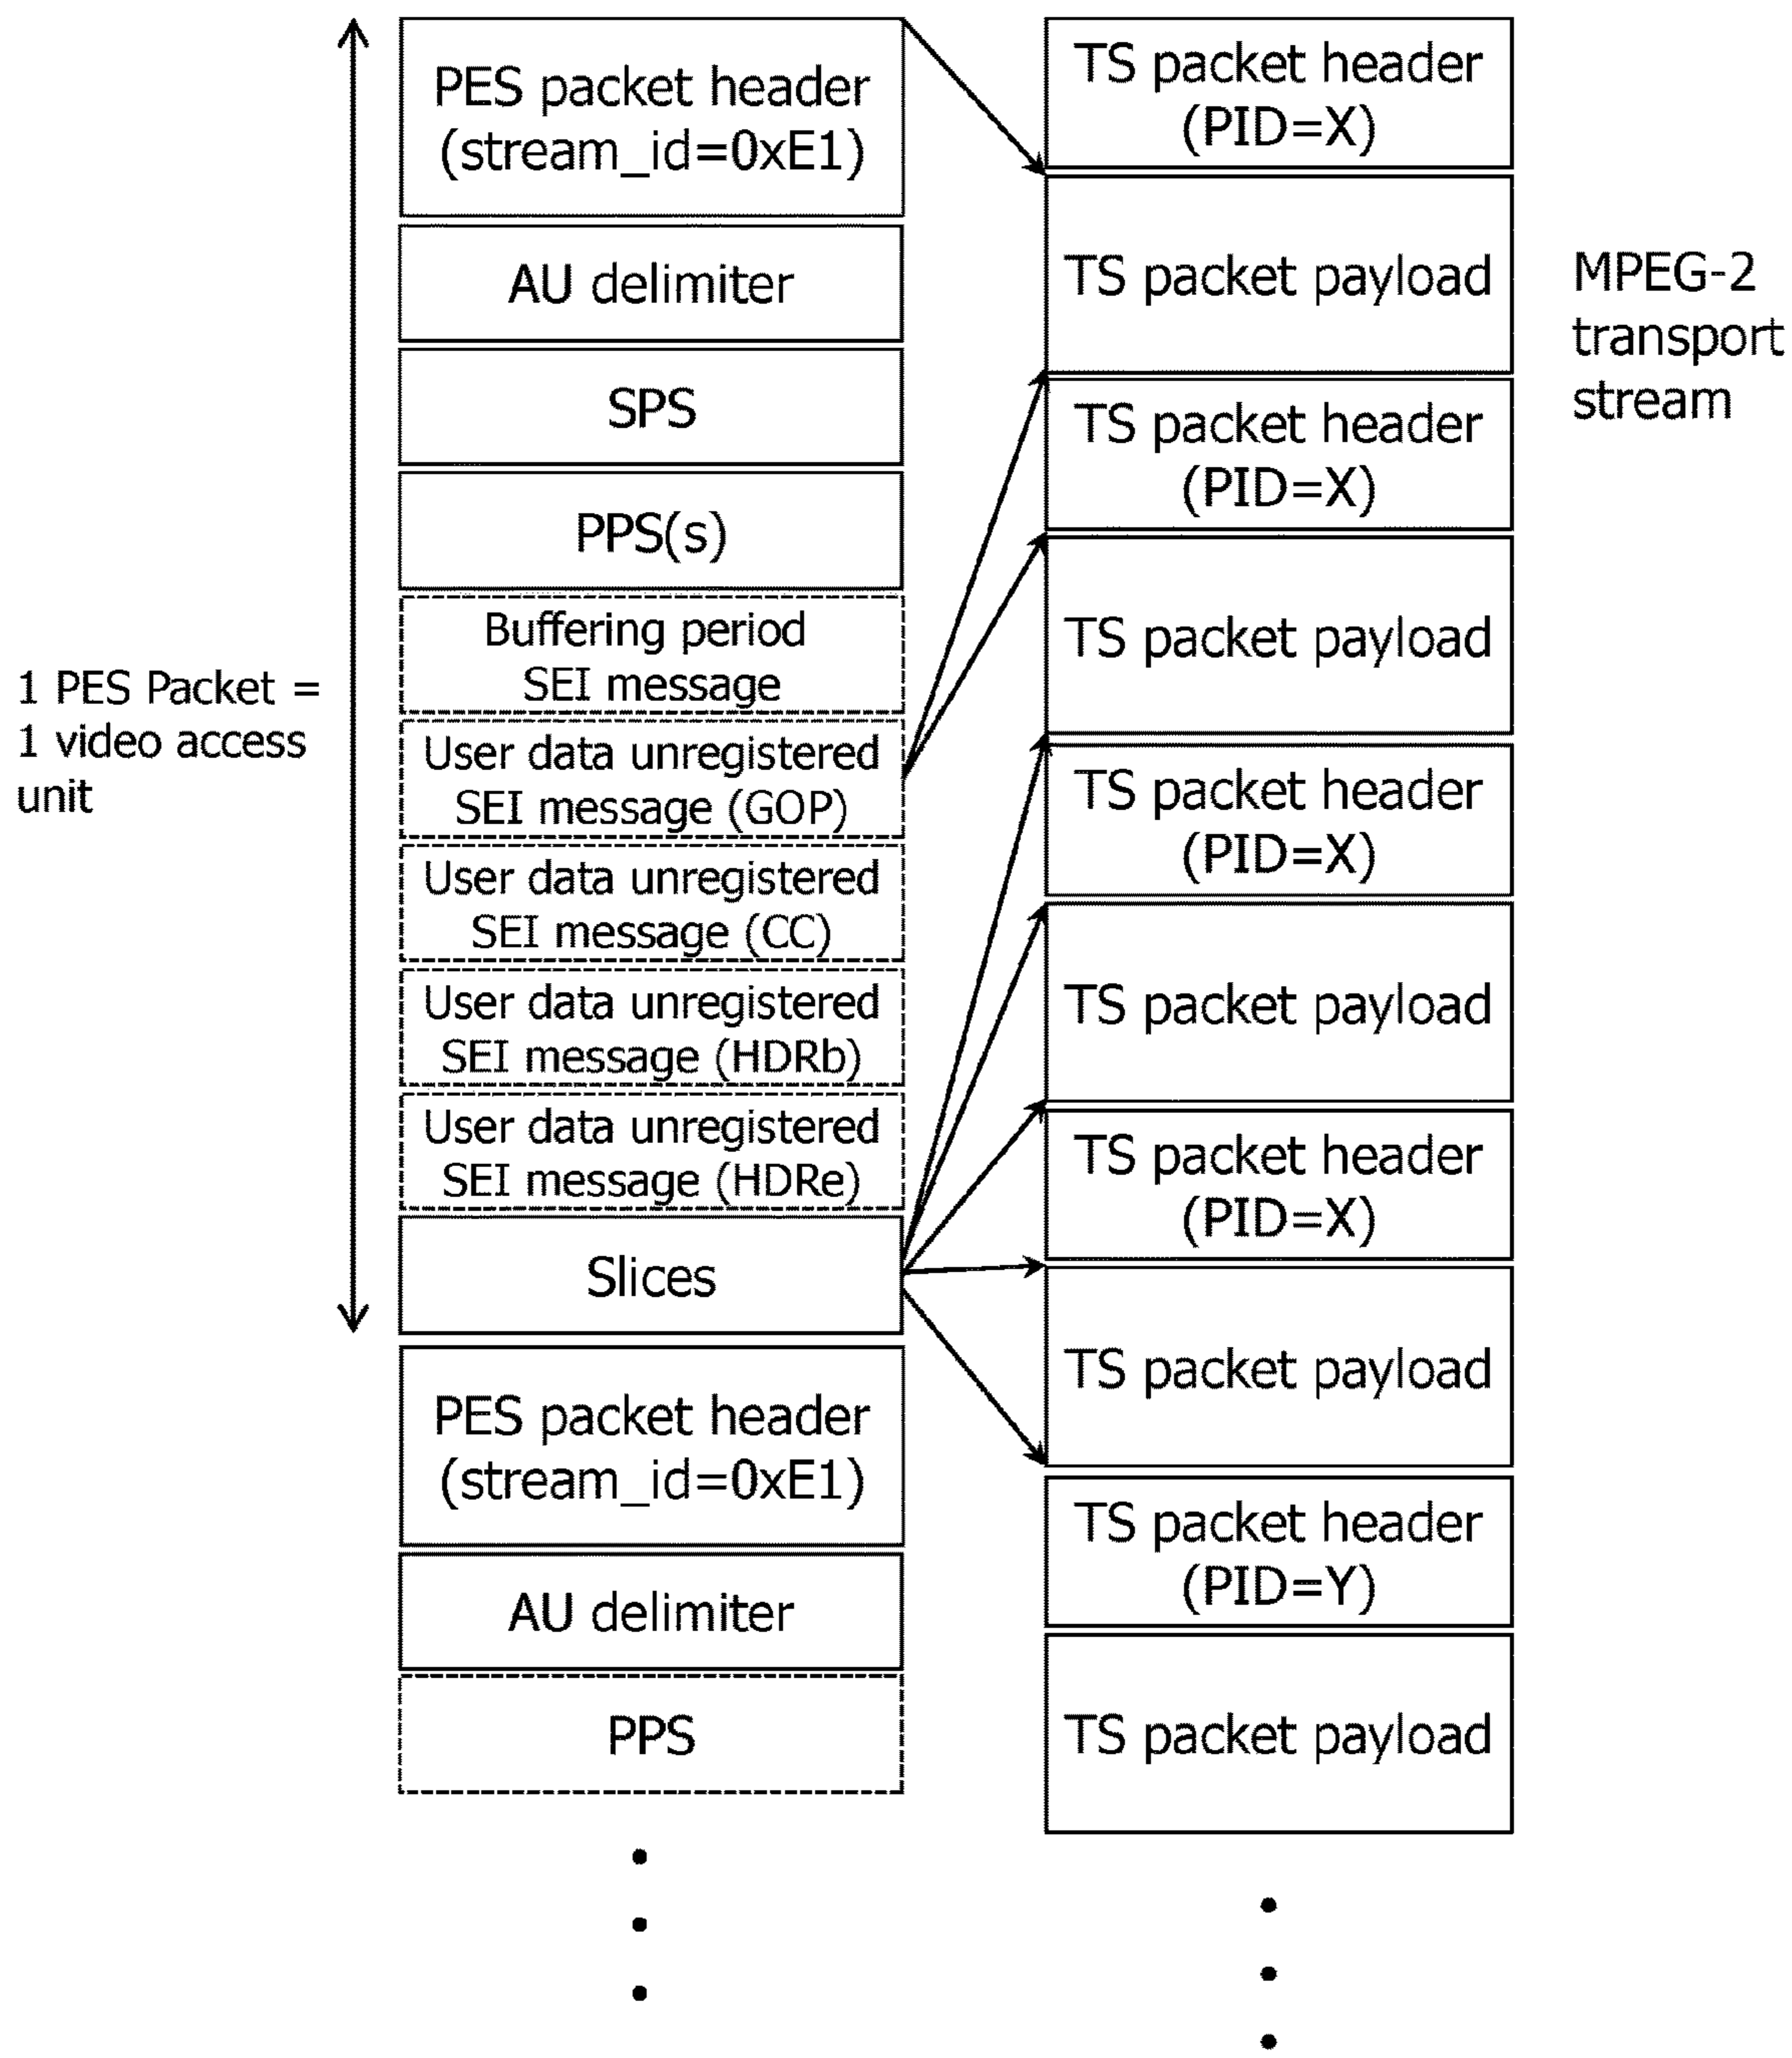 1 PES Packet =
1 video access
unit
PES packet header
(stream_id=0xE1)
AU delimiter
SPS
PPS(s)
Buffering period
SEI message
User data unregistered
SEI message (GOP)
User data unregistered
SEI message (CC)
User data unregistered
SEI message (HDRb)
User data unregistered
SEI message (HDRe)
Slices
PES packet header
(stream_id=0xE1)
AU delimiter
PPS
TS packet header
(PID=X)
TS packet payload
TS packet header
(PID=X)
TS packet payload
TS packet header
(PID=X)
TS packet payload
TS packet header
(PID=X)
TS packet payload
TS packet header
(PID=Y)
TS packet payload
MPEG-2
transport
stream